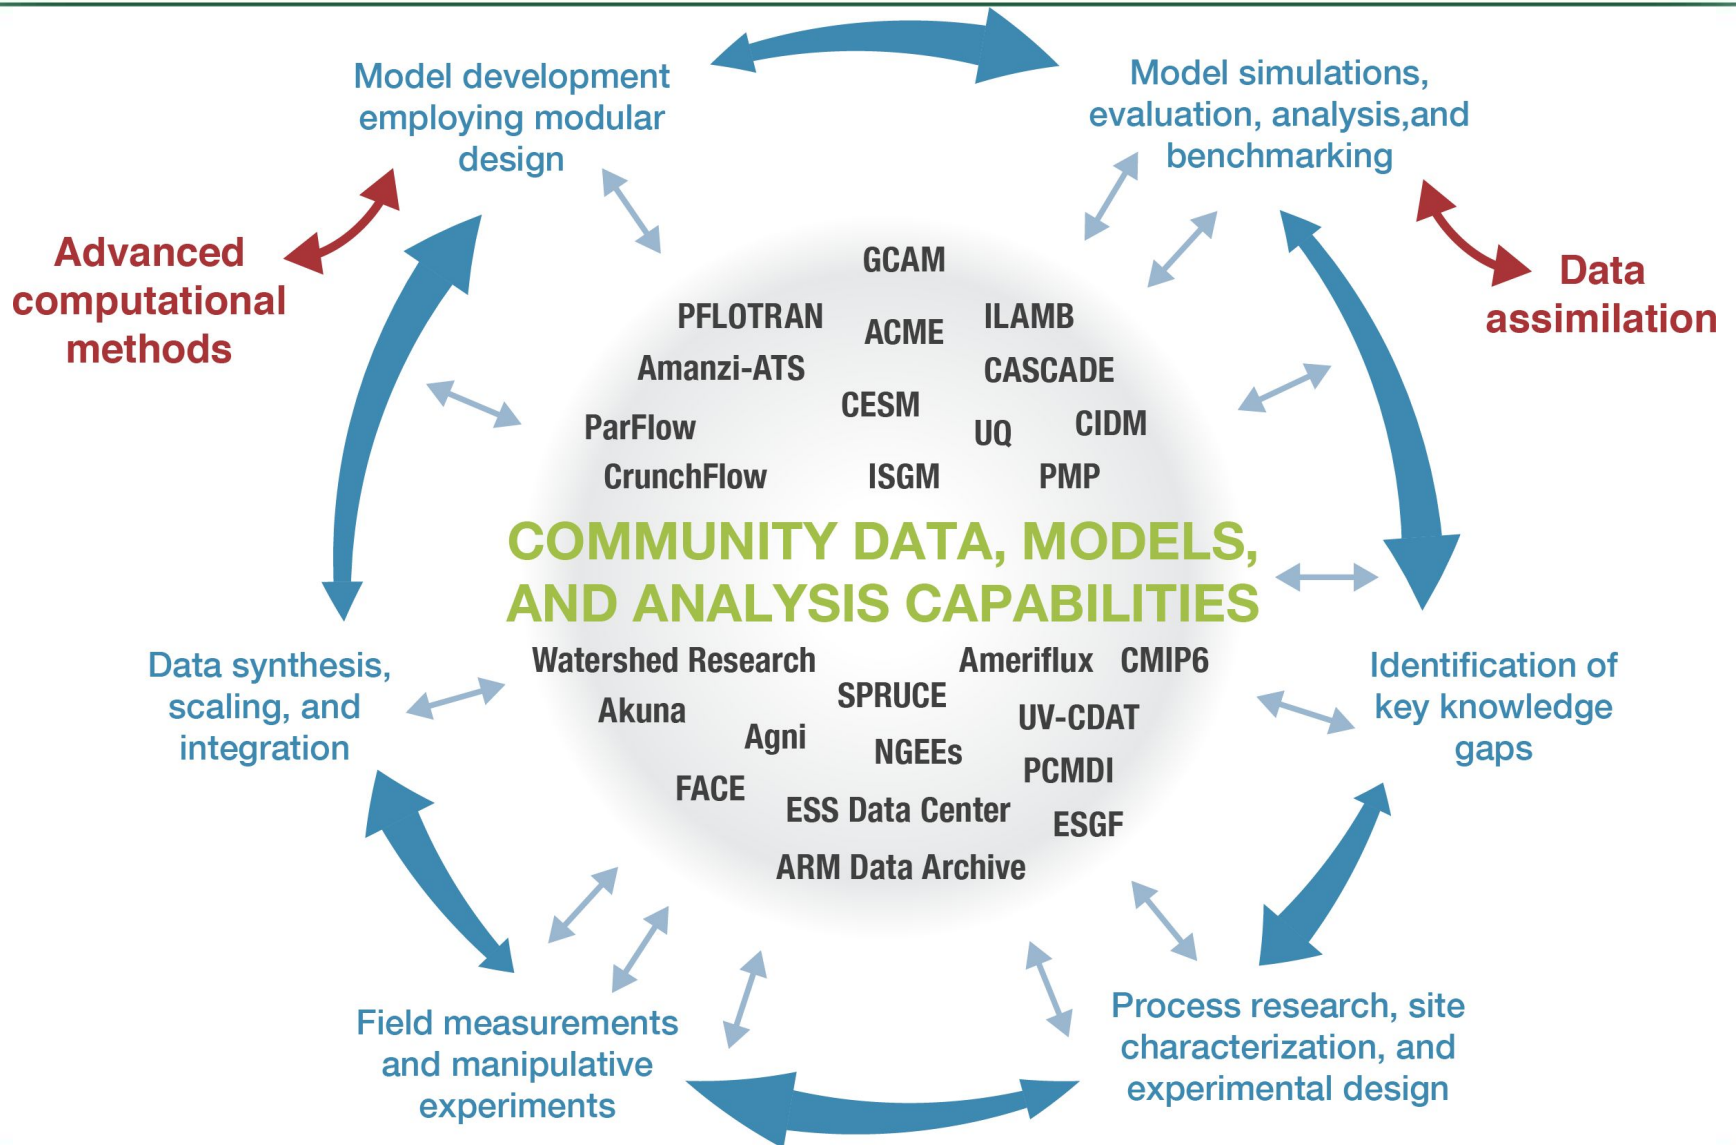 Model development
employing modular
design
Model simulations,
evaluation, analysis,and
benchmarking
Advanced
computational
methods
Data
assimilation
GCAM
PFLOTRAN
ACME
ILAMB
Amanzi-ATS
CASCADE
CESM
ParFlow
UQ
CIDM
CrunchFlow
ISGM
PMP
COMMUNITY DATA, MODELS,
AND ANALYSIS CAPABILITIES
Watershed Research
Ameriflux
CMIP6
SPRUCE
Akuna
UV-CDAT
Agni
NGEEs
PCMDI
FACE
ESS Data Center
ESGF
ARM Data Archive
Data synthesis,
scaling, and
integration
Identification of
key knowledge
gaps
Field measurements
and manipulative
experiments
Process research, site
characterization, and
experimental design